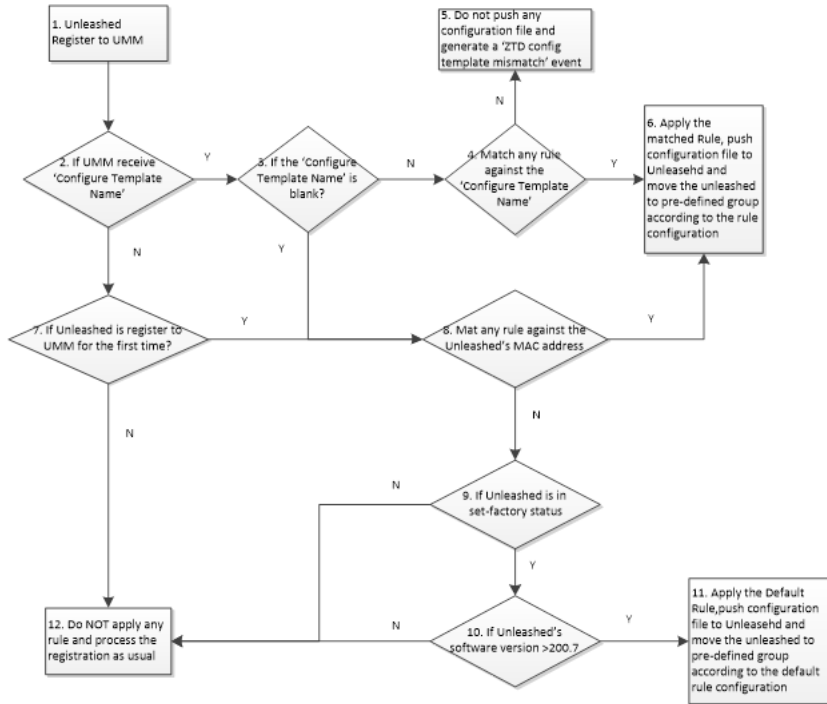 1. Unleashed
Register to UMM
5. Do not push any
configuration file and
generate a 'ZTD config
template mismatch' event
N
2. If UMM receive
'Configure Template
Name'
Y
3. If the 'Configure
Template Name' is
blank?
N
4. Match any rule
against the
'Configure Template
Name'
Y
6. Apply the
matched Rule, push
configuration file to
Unleasehd and
move the unleashed
to pre-defined group
according to the rule
configuration
N
Y
7. If Unleashed is register to
UMM for the first time?
Y
8. Mat any rule against the
Unleashed's MAC address
Y
N
N
N
9. If Unleashed is in
set-factory status
Y
12. Do NOT apply any
rule and process the
registration as usual
N
10. If Unleashed's
software version >200.7
Y
11. Apply the Default
Rule,push configuration
file to Unleasehd and
move the unleashed to
pre-defined group
according to the default
rule configuration